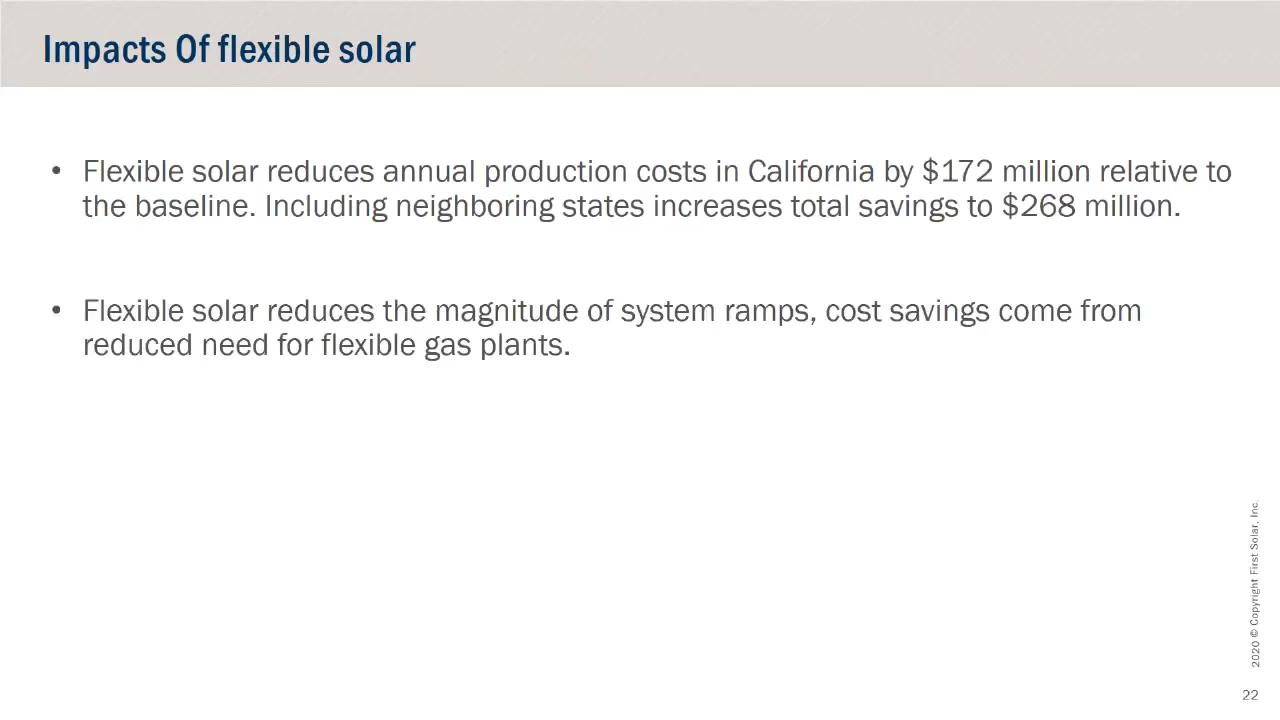 Impacts Of flexible solar
• Flexible solar reduces annual production costs in California by $172 million relative to
the baseline. Including neighboring states increases total savings to $268 million.
• Flexible solar reduces the magnitude of system ramps, cost savings come from
reduced need for flexible gas plants.
2020 © Copyright First Solar, Inc.
22